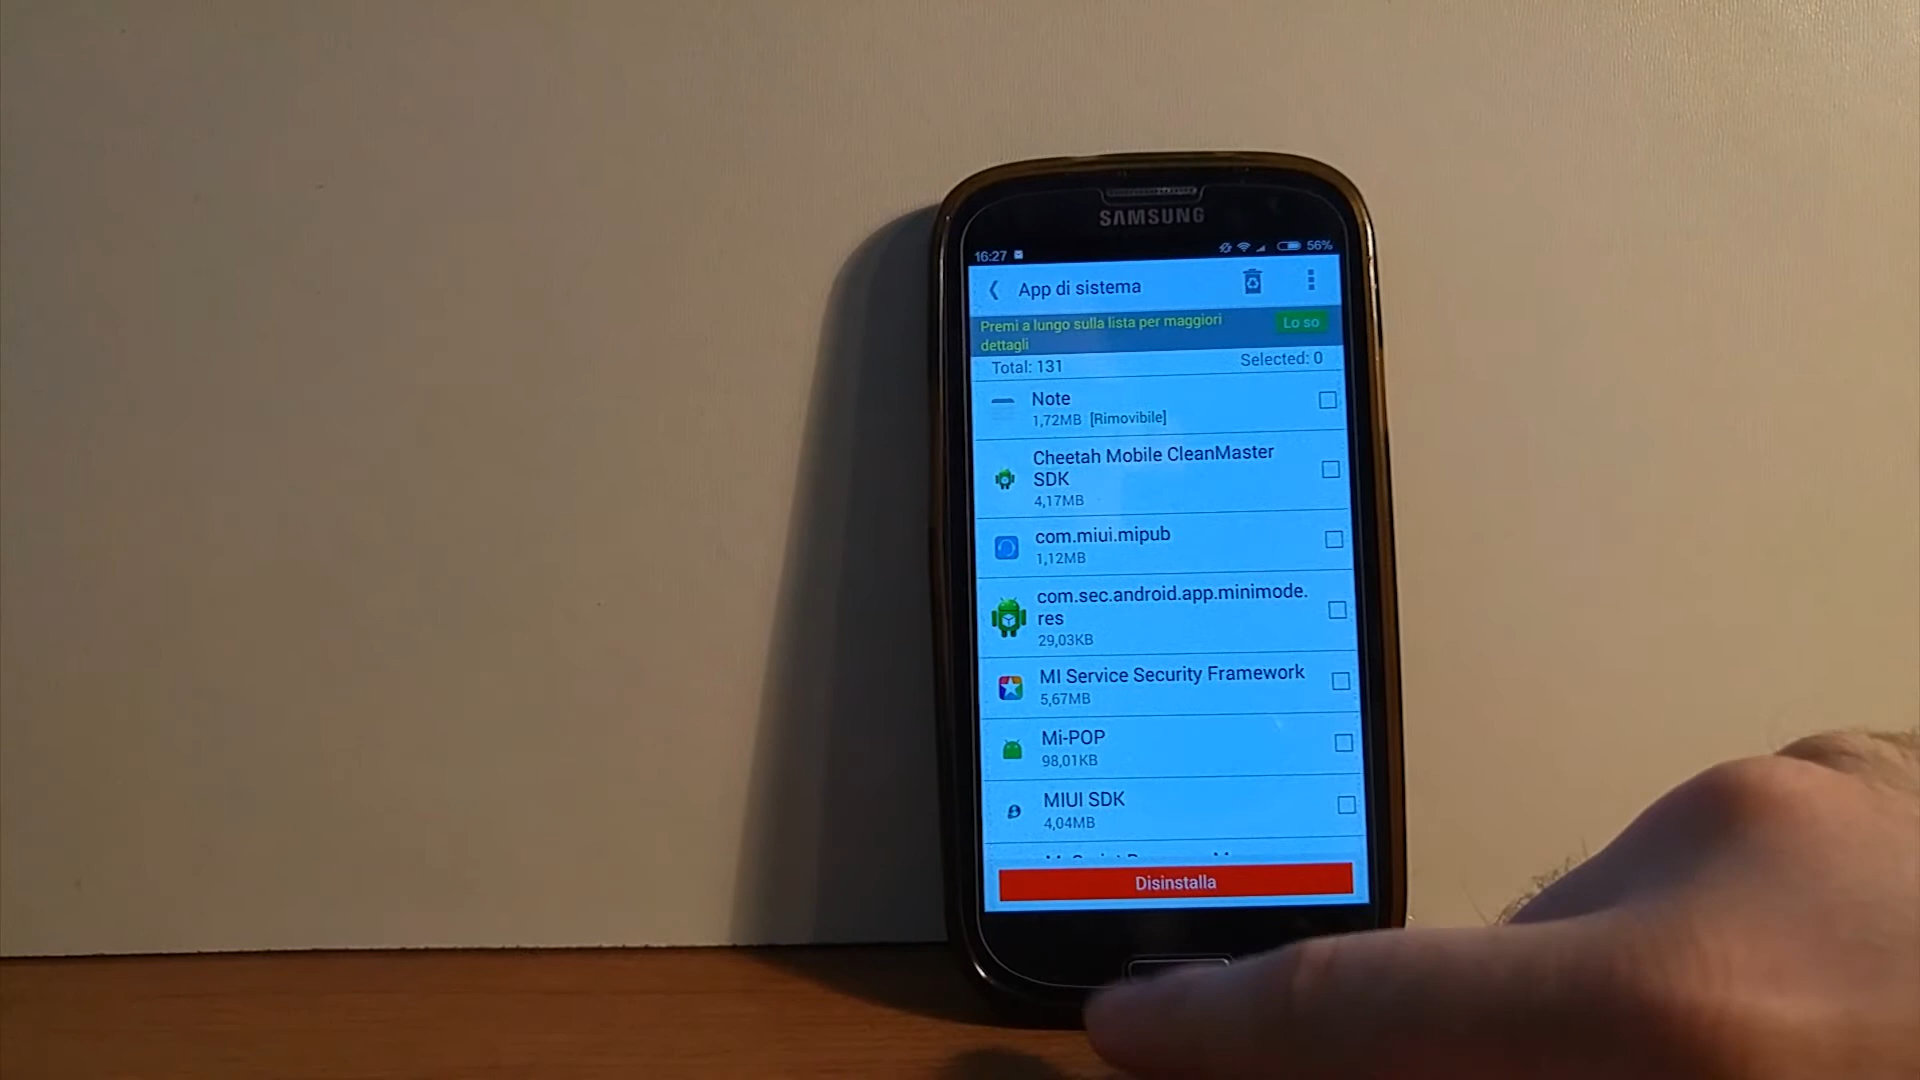 SAMSUNG
16:27
56%
App di sistema
Premi a lungo sulla lista per maggiori
dettagli
Lo so
Total: 131
Selected: 0
Note
1,72MB [Rimovibile]
Cheetah Mobile CleanMaster
SDK
4,17MB
com.miui.mipub
1,12MB
com.sec.android.app.minimode.
res
29,03KB
MI Service Security Framework
5,67MB
Mi-POP
98,01KB
MIUI SDK
4,04MB
Disinstalla